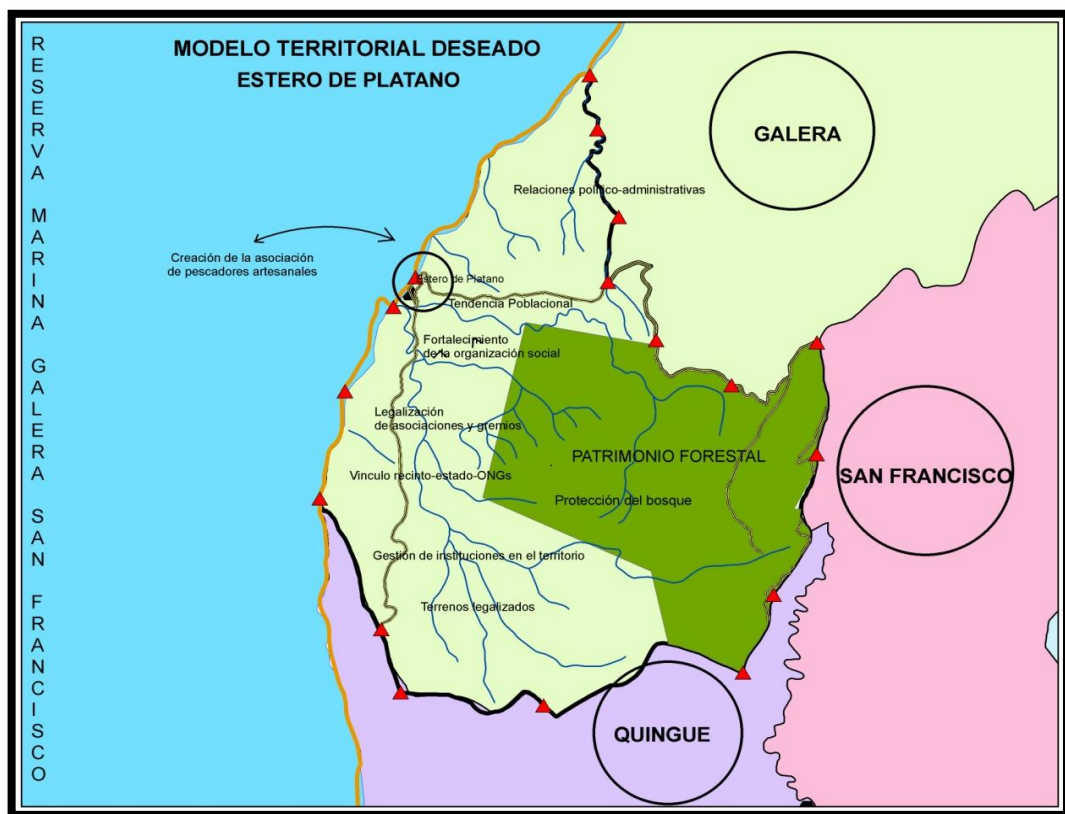 RESERVA MARINA GALERA SAN FRANCISCO
MODELO TERRITORIAL DESEADO
ESTERO DE PLATANO
GALERA
Relaciones político-administrativas
Creación de la asociación
de pescadores artesanales
Estero de Platano
Tendencia Poblacional
Fortalecimiento
de la organización social
Legalización
de asociaciones y gremios
PATRIMONIO FORESTAL
Vinculo recinto-estado-ONGs
SAN FRANCISCO
Protección del bosque
Gestión de instituciones en el territorio
Terrenos legalizados
QUINGUE